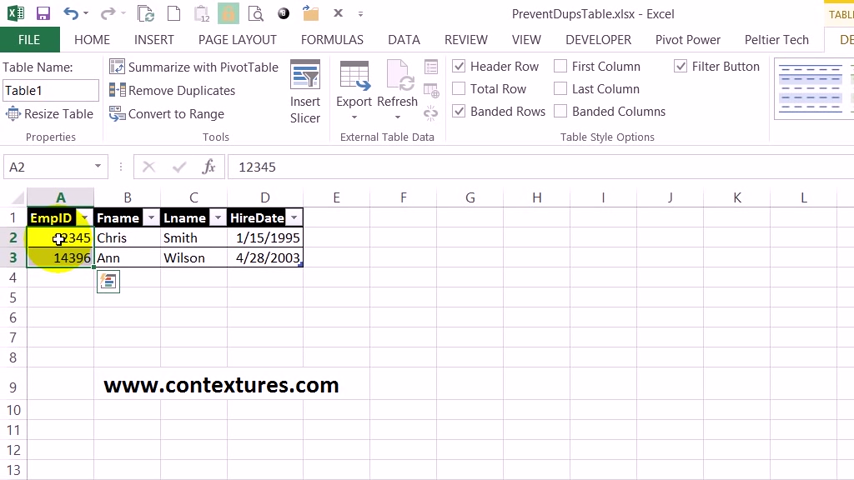 PreventDupsTable.xlsx - Excel
TABL
FILE HOME INSERT PAGE LAYOUT FORMULAS DATA REVIEW VIEW DEVELOPER Pivot Power Peltier Tech DE
Table Name: Summarize with PivotTable Header Row First Column Filter Button
Table1 Remove Duplicates Insert Slicer Export Refresh Total Row Last Column
Resize Table Convert to Range Banded Rows Banded Columns
Properties Tools External Table Data Table Style Options
A2 fx 12345
A B C D E F G H I J K L
1 EmpID Fname Lname HireDate
2 12345 Chris Smith 1/15/1995
3 14396 Ann Wilson 4/28/2003
4
5
6
7
8
9 www.contextures.com
10
11
12
13